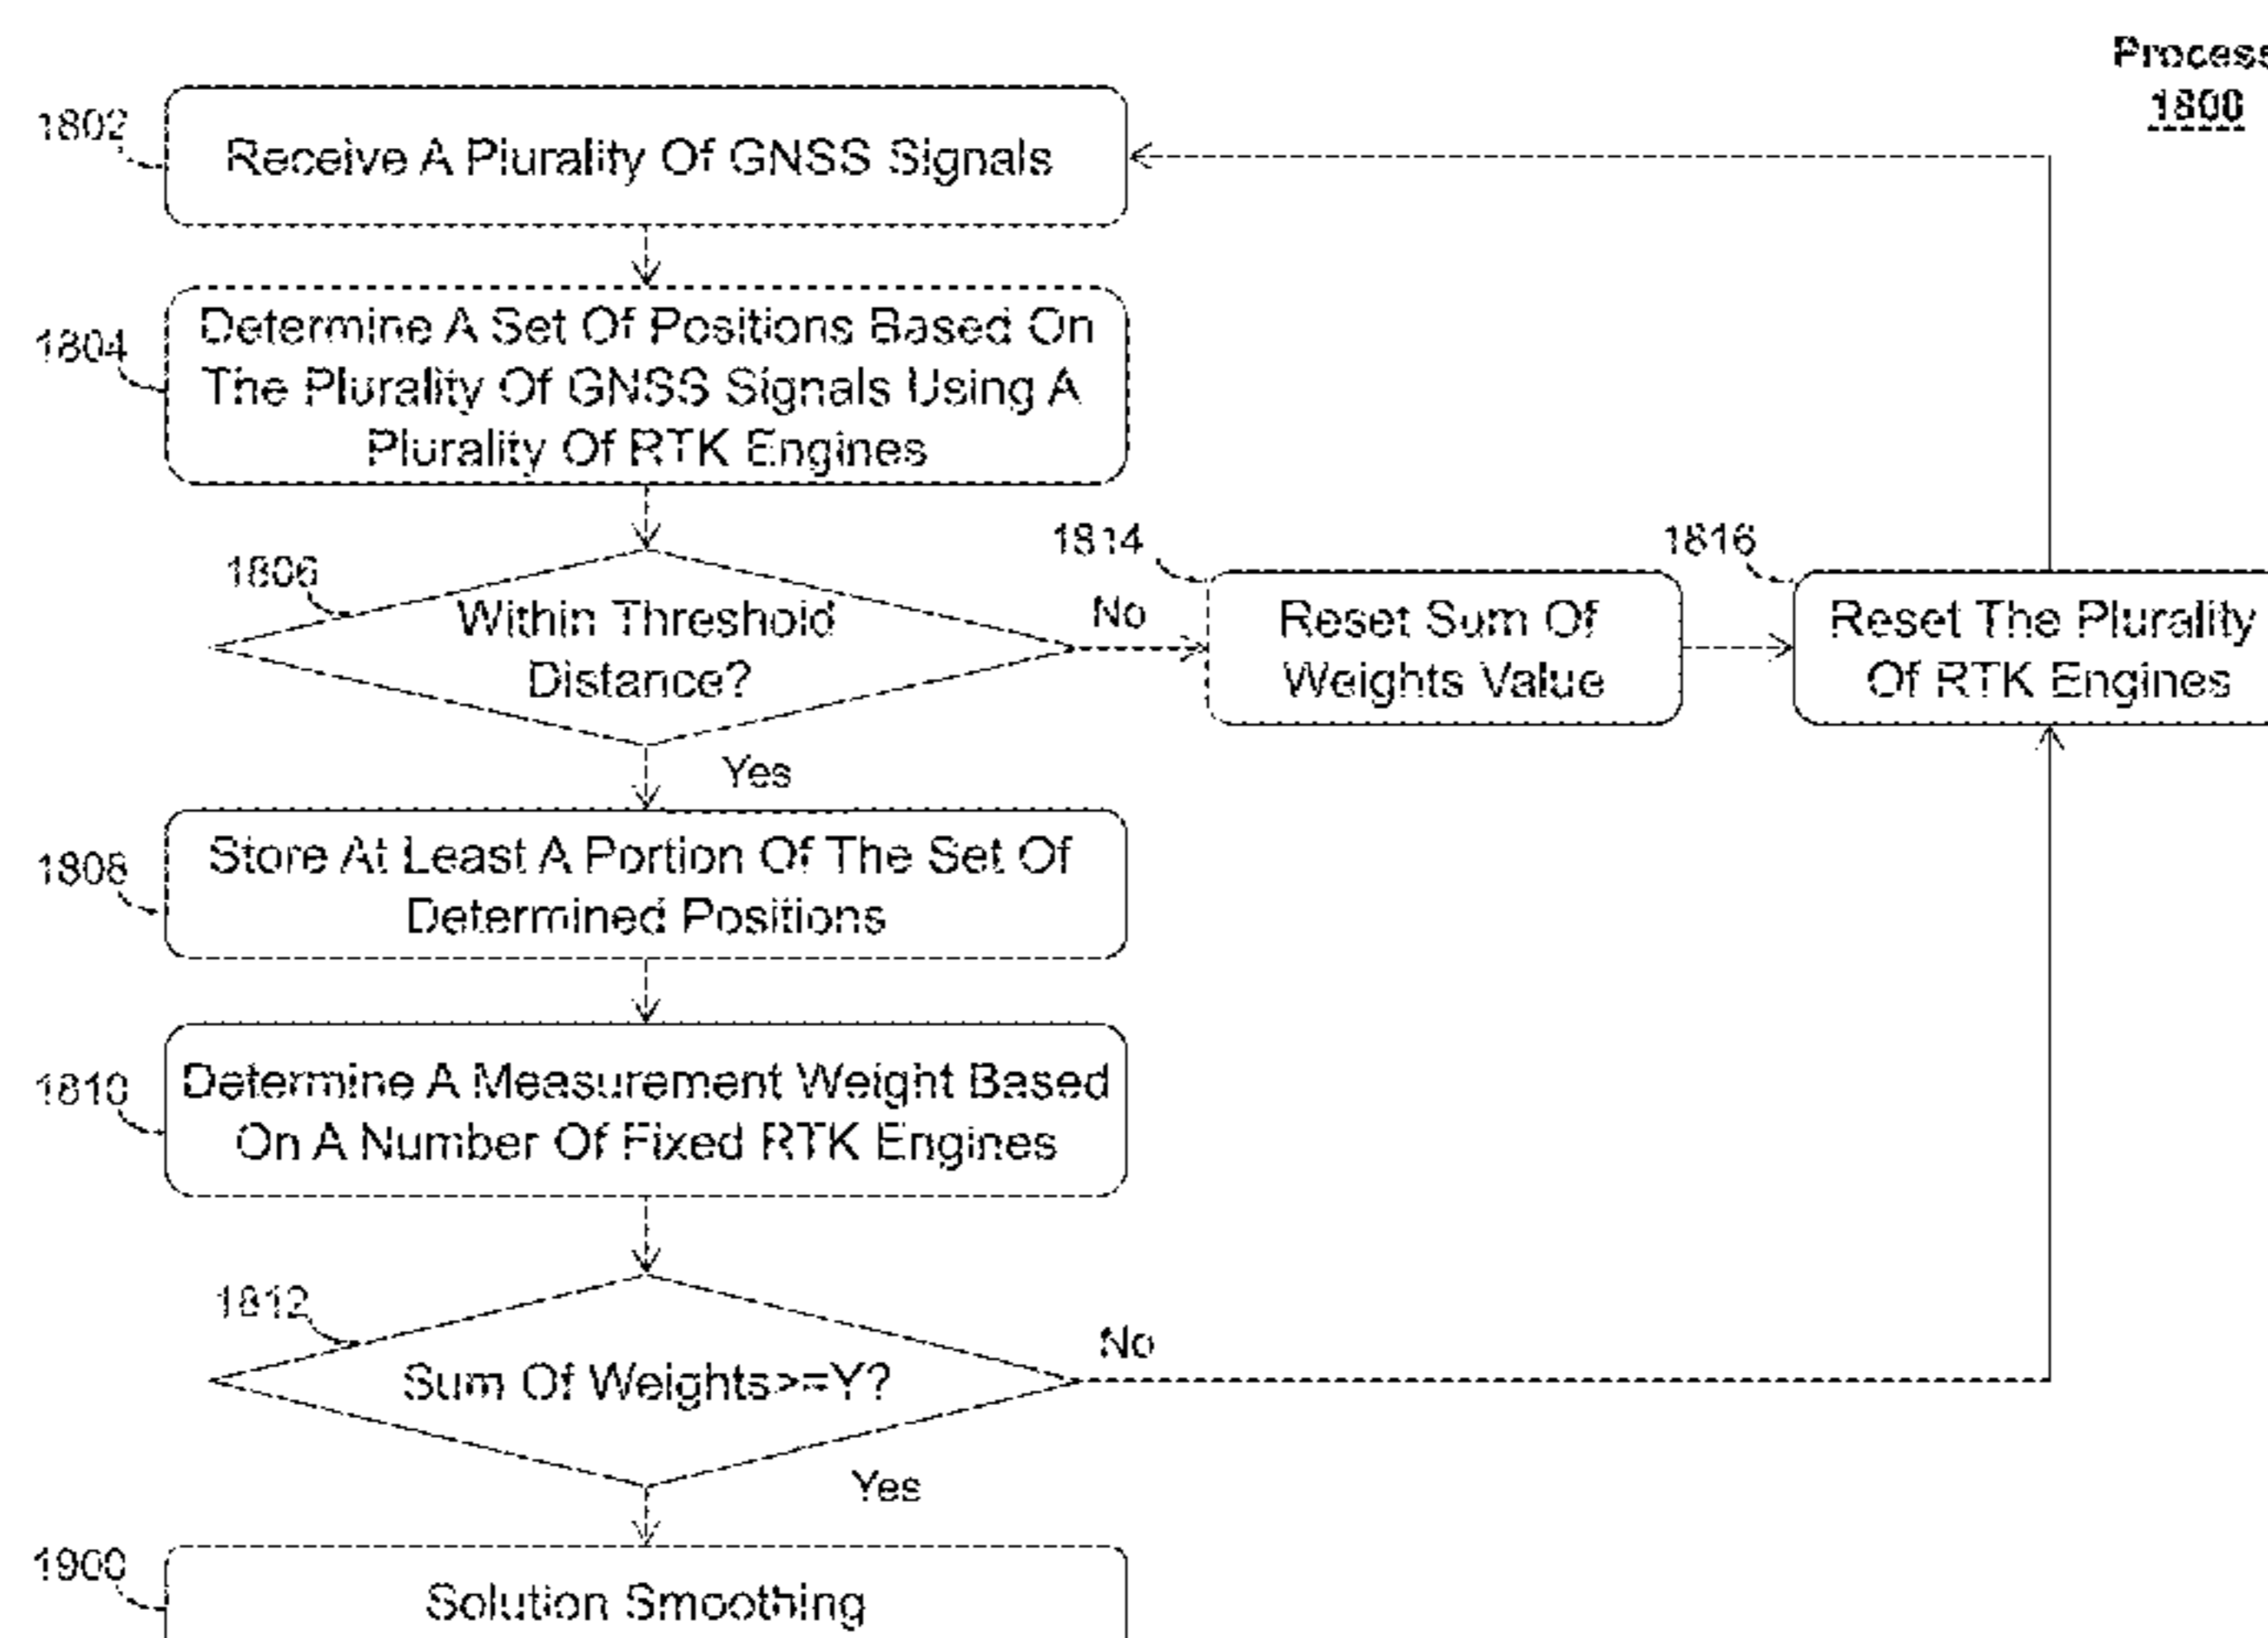 Process
1800
1802
Receive A Plurality Of GNSS Signals
1804
Determine A Set Of Positions Based On
The Plurality Of GNSS Signals Using A
Plurality Of RTK Engines
1806
Within Threshold
Distance?
No
1814
Reset Sum Of
Weights Value
1816
Reset The Plurality
Of RTK Engines
Yes
1808
Store At Least A Portion Of The Set Of
Determined Positions
1810
Determine A Measurement Weight Based
On A Number Of Fixed RTK Engines
1812
Sum Of Weights>=Y?
No
Yes
1900
Solution Smoothing